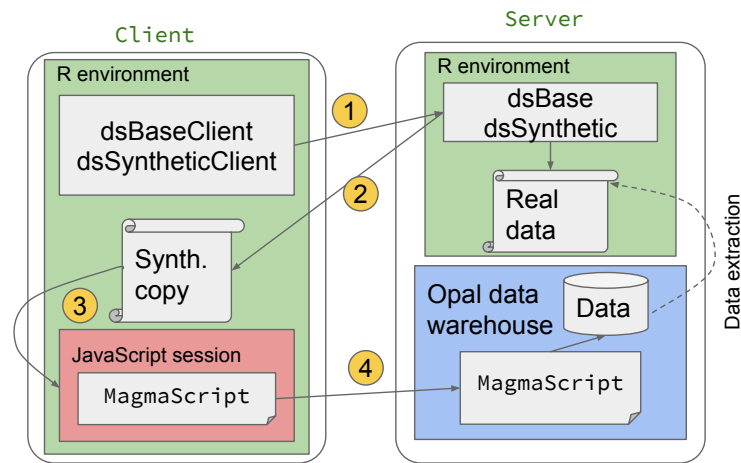 Client
R environment
dsBaseClient
dsSyntheticClient
1
2
Synth.
copy
3
JavaScript session
MagmaScript
4
Server
R environment
dsBase
dsSynthetic
Real
data
Opal data
warehouse
Data
MagmaScript
Data extraction